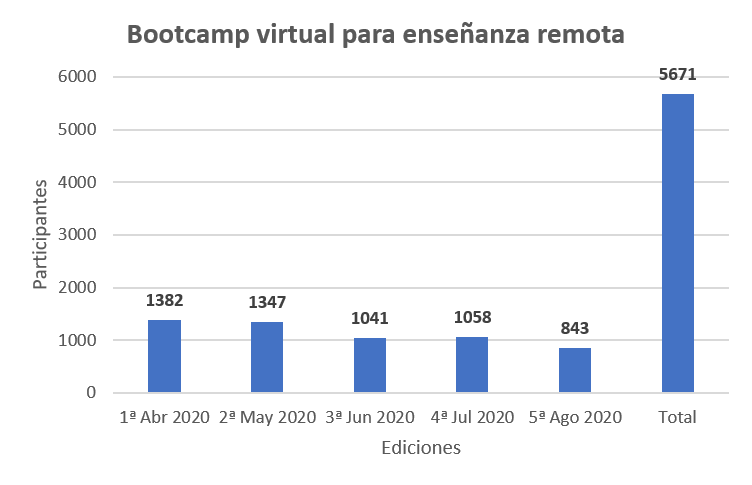 Bootcamp virtual para enseñanza remota
6000
5000
4000
3000
2000
1000
0
Participantes
1382
1347
1041
1058
843
5671
1ª Abr 2020
2ª May 2020
3ª Jun 2020
4ª Jul 2020
5ª Ago 2020
Total
Ediciones